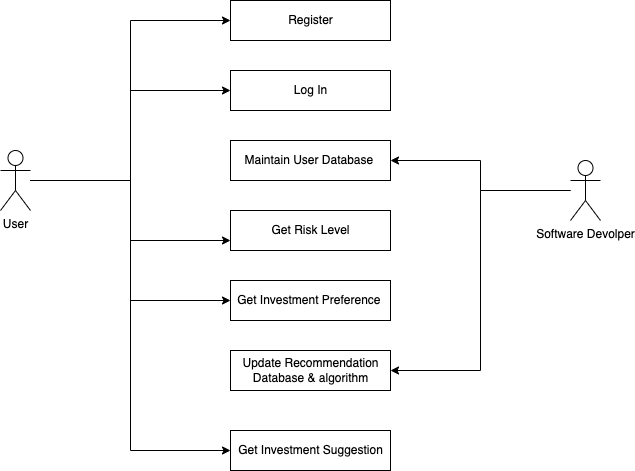 Register
Log In
Maintain User Database
User
Get Risk Level
Software Devolper
Get Investment Preference
Update Recommendation
Database & algorithm
Get Investment Suggestion